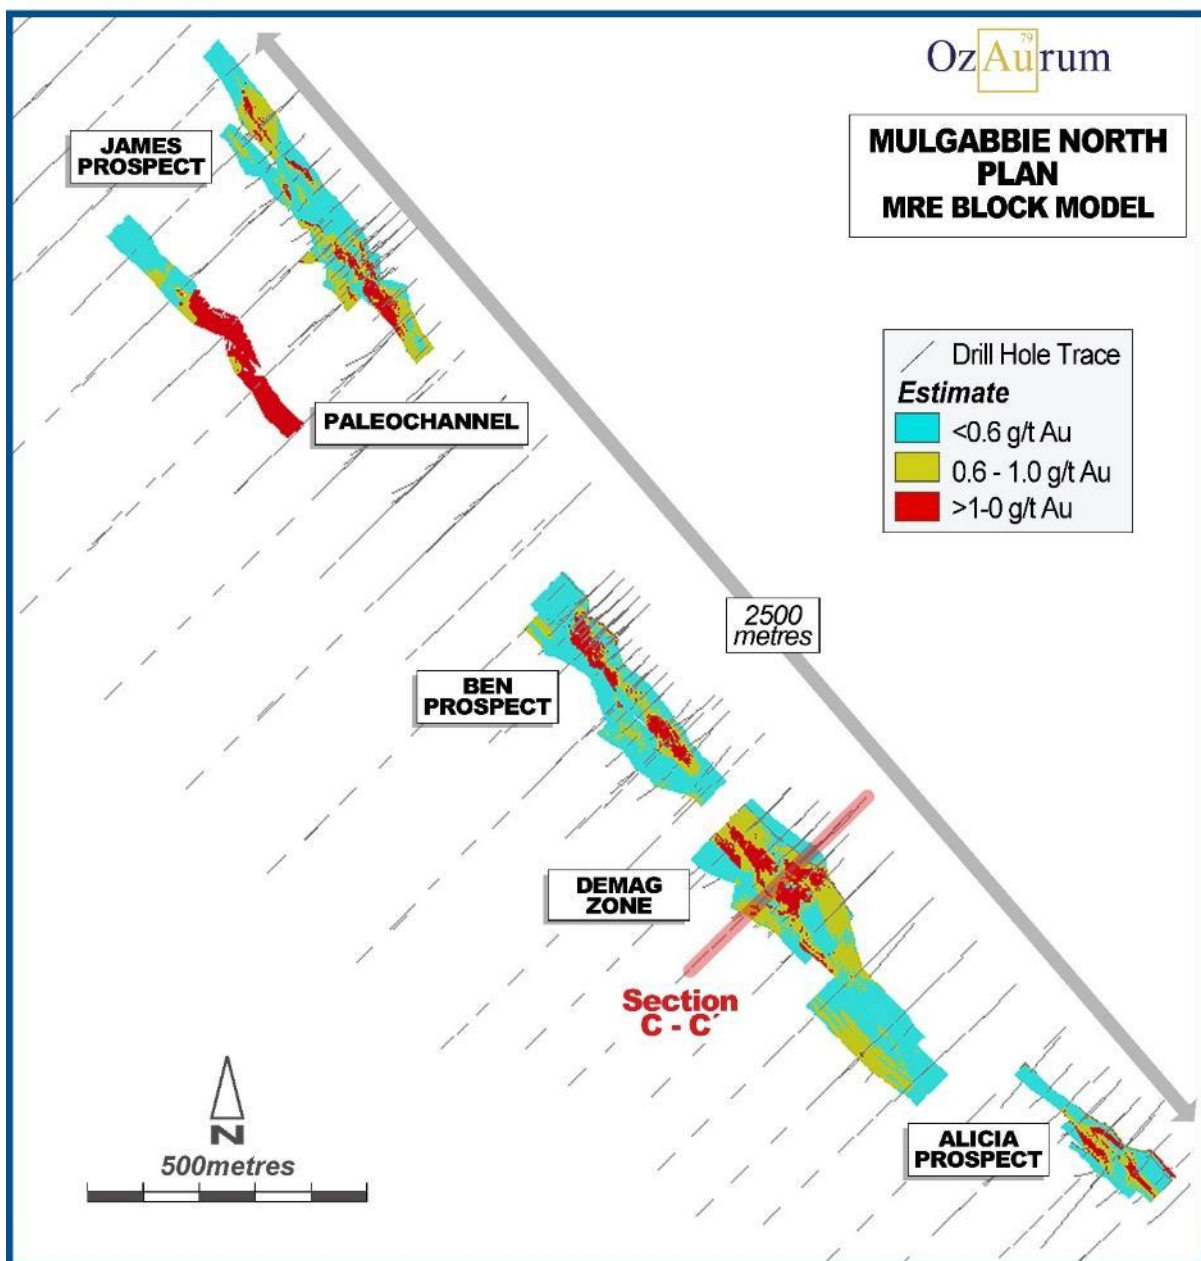 79
OzAurum
MULGABBIE NORTH
PLAN
MRE BLOCK MODEL
JAMES
PROSPECT
PALEOCHANNEL
Drill Hole Trace
Estimate
<0.6 g/t Au
0.6 - 1.0 g/t Au
>1-0 g/t Au
2500
metres
BEN
PROSPECT
DEMAG
ZONE
Section
C - C´
N
500metres
ALICIA
PROSPECT